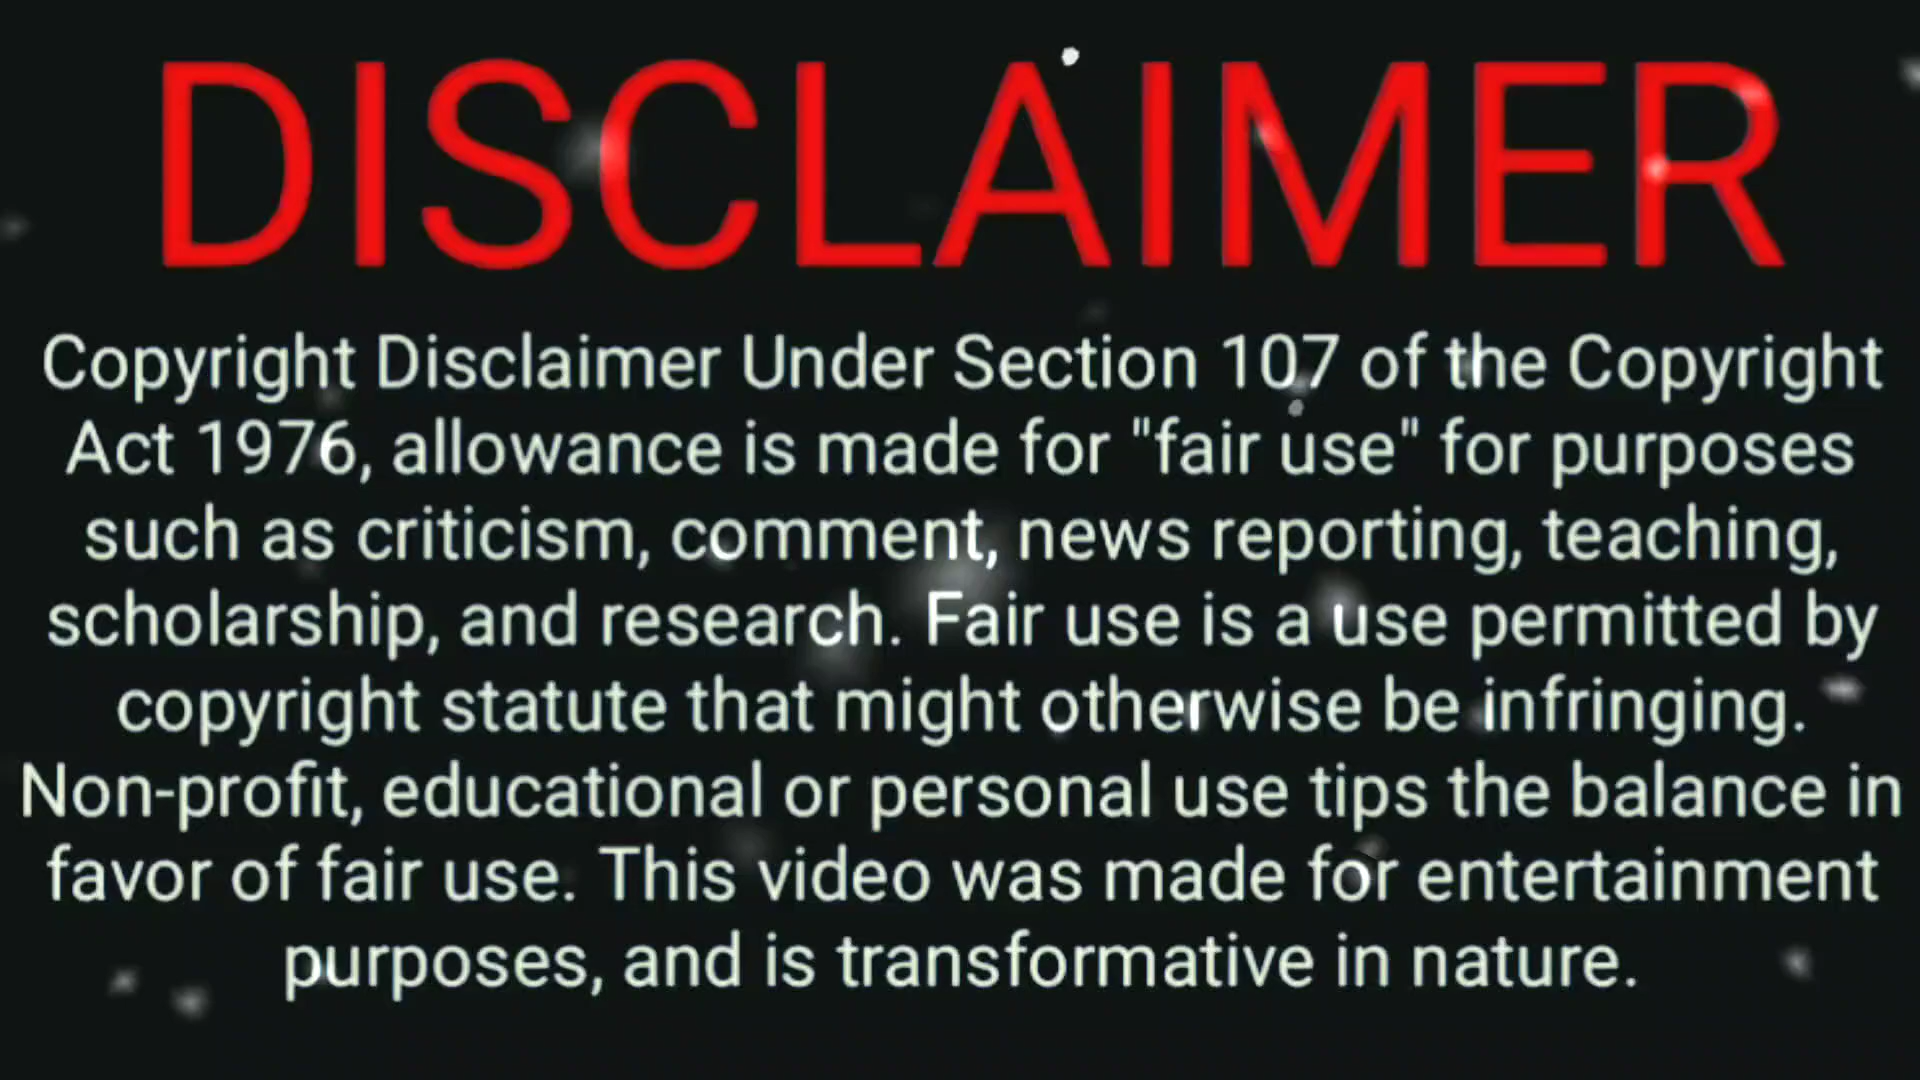 DISCLAIMER
Copyright Disclaimer Under Section 107 of the Copyright
Act 1976, allowance is made for "fair use" for purposes
such as criticism, comment, news reporting, teaching,
scholarship, and research. Fair use is a use permitted by
copyright statute that might otherwise be infringing.
Non-profit, educational or personal use tips the balance in
favor of fair use. This video was made for entertainment
purposes, and is transformative in nature.